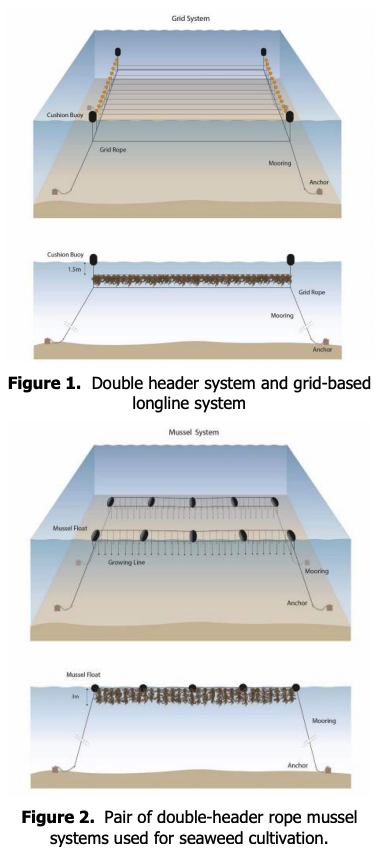 Grid System
Cushion Buoy
Grid Rope
Mooring
Anchor
Cushion Buoy
1.5m
Grid Rope
Mooring
Anchor
Figure 1. Double header system and grid-based
longline system
Mussel System
Mussel Float
Growing Line
Mooring
Anchor
Mussel Float
3m
Mooring
Anchor
Figure 2. Pair of double-header rope mussel
systems used for seaweed cultivation.